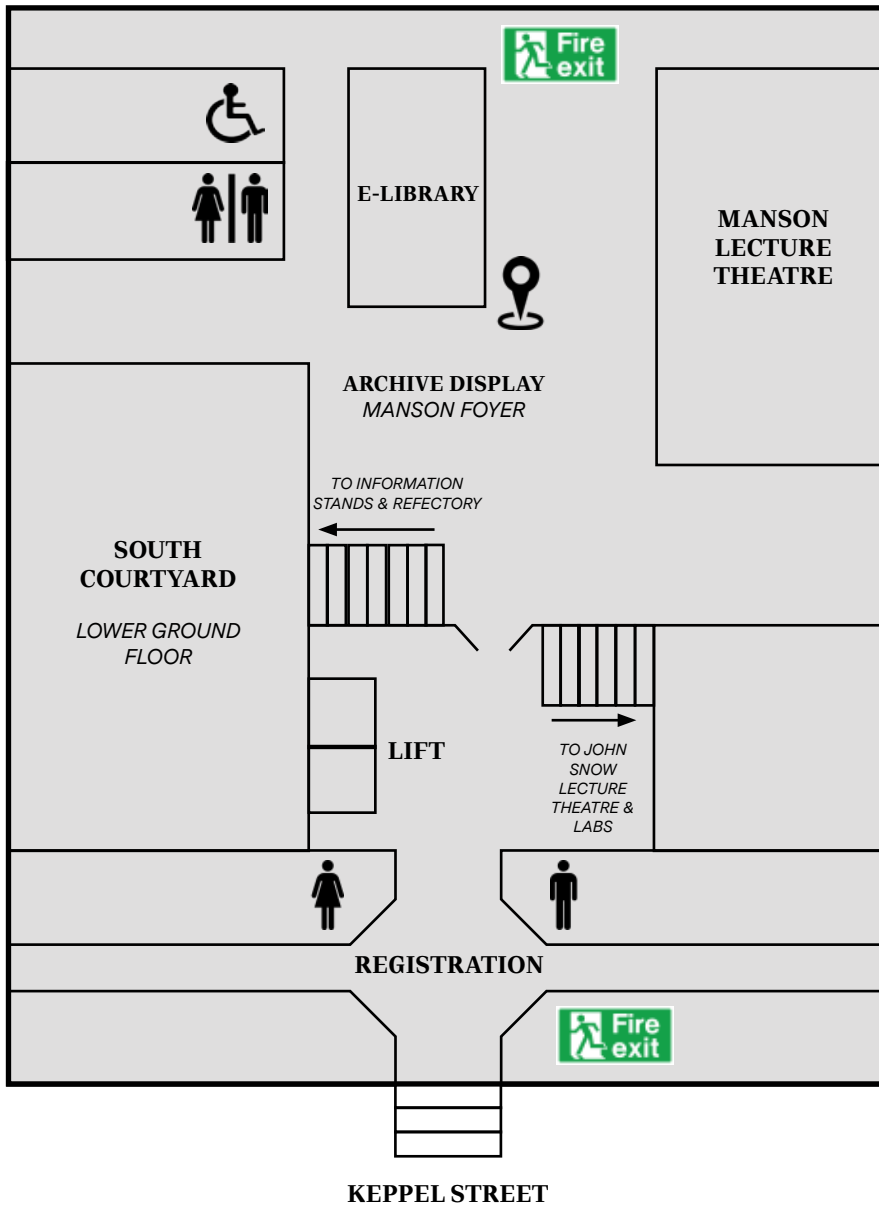 Fire
exit
E-LIBRARY
MANSON
LECTURE
THEATRE
ARCHIVE DISPLAY
MANSON FOYER
TO INFORMATION
STANDS & REFECTORY
SOUTH
COURTYARD
LOWER GROUND
FLOOR
LIFT
TO JOHN
SNOW
LECTURE
THEATRE &
LABS
REGISTRATION
Fire
exit
KEPPEL STREET